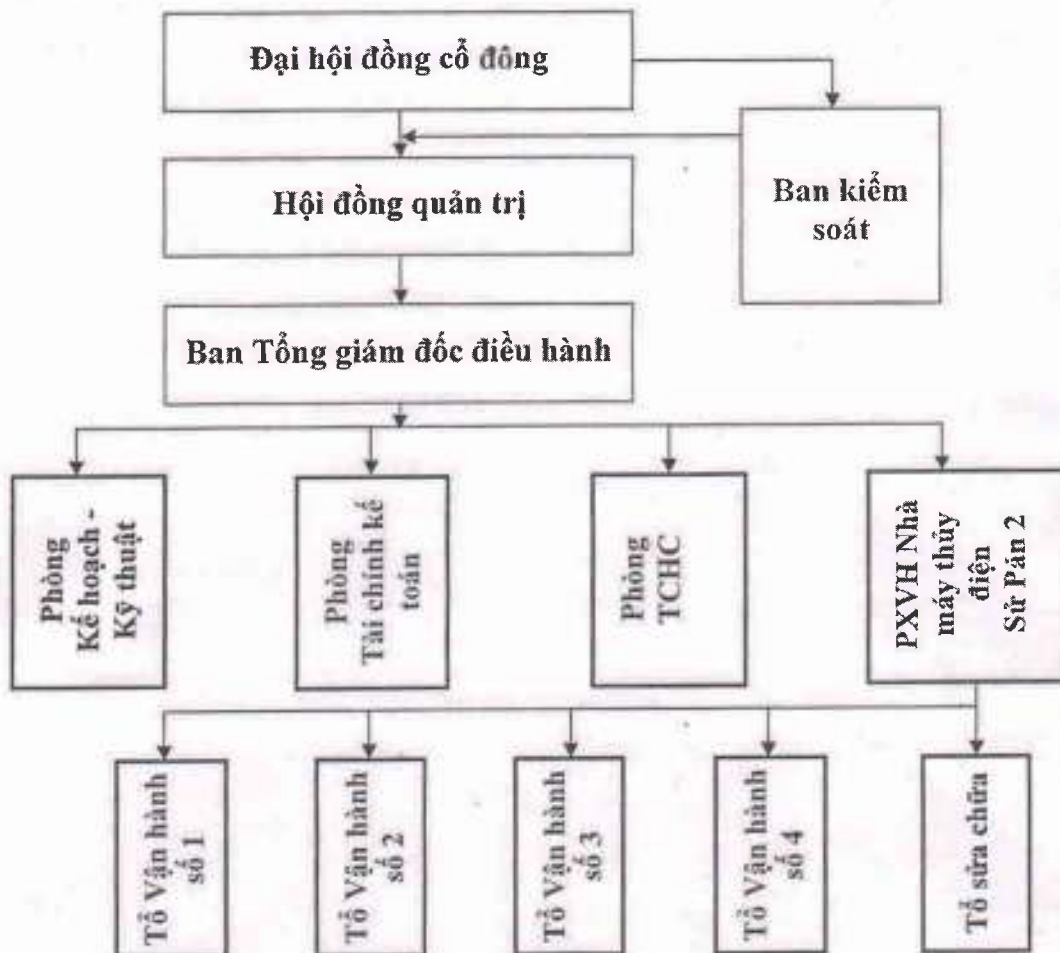 Đại hội đồng cổ đông
Ban kiểm
soát
Hội đồng quản trị
Ban Tổng giám đốc điều hành
Phòng
Kế hoạch -
Kỹ thuật
Phòng
Tài chính kế
toán
Phòng
TCHC
PXVH Nhà
máy thủy
điện
Sử Pán 2
Tổ Vận hành
số 1
Tổ Vận hành
số 2
Tổ Vận hành
số 3
Tổ Vận hành
số 4
Tổ sửa chữa